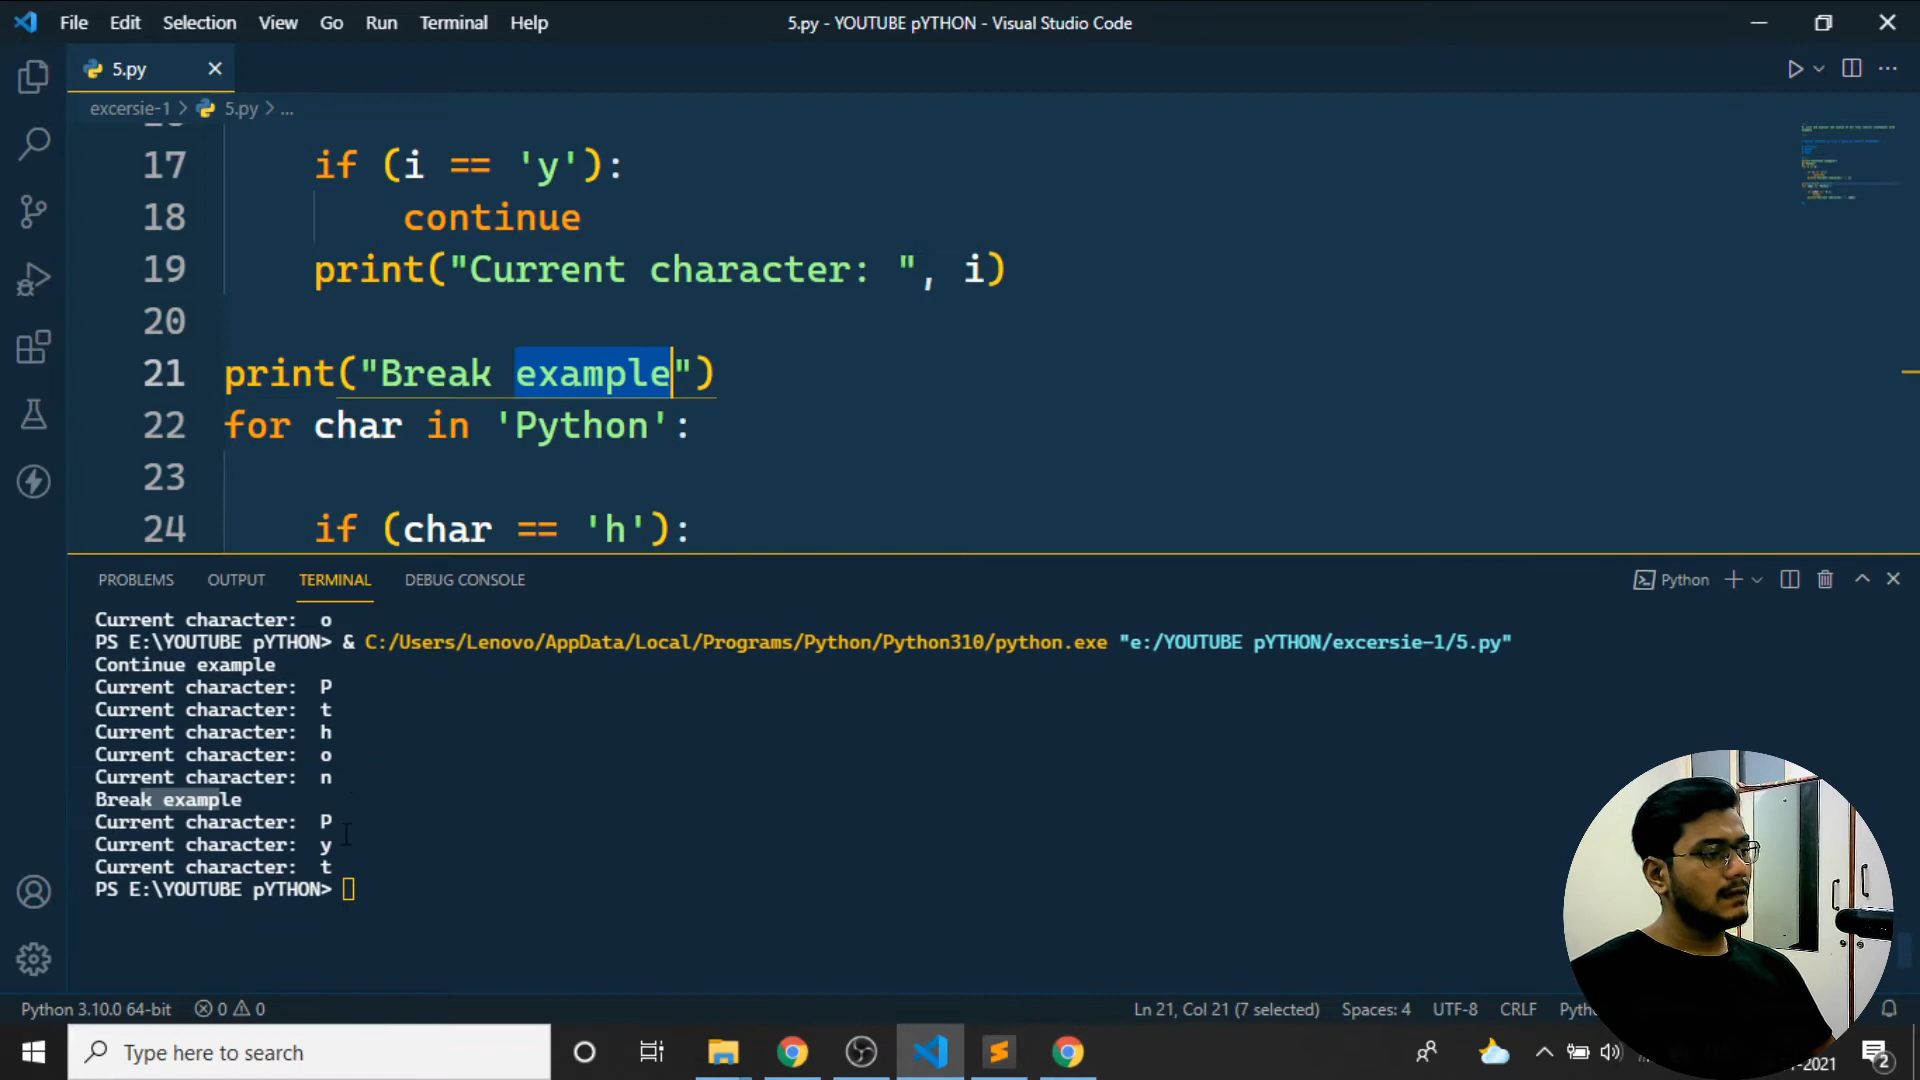 File Edit Selection View Go Run Terminal Help
5.py - YOUTUBE pYTHON - Visual Studio Code
5.py
excersie-1 > 5.py > ...
17 if (i == 'y'):
18 continue
19 print("Current character: ", i)
20
21 print("Break example")
22 for char in 'Python':
23
24 if (char == 'h'):
PROBLEMS OUTPUT TERMINAL DEBUG CONSOLE
Python
Current character:  o
PS E:\YOUTUBE pYTHON> & C:/Users/Lenovo/AppData/Local/Programs/Python/Python310/python.exe "e:/YOUTUBE pYTHON/excersie-1/5.py"
Continue example
Current character:  P
Current character:  t
Current character:  h
Current character:  o
Current character:  n
Break example
Current character:  P
Current character:  y
Current character:  t
PS E:\YOUTUBE pYTHON>
Python 3.10.0 64-bit 0 0
Ln 21, Col 21 (7 selected) Spaces: 4 UTF-8 CRLF
Type here to search
2021
2